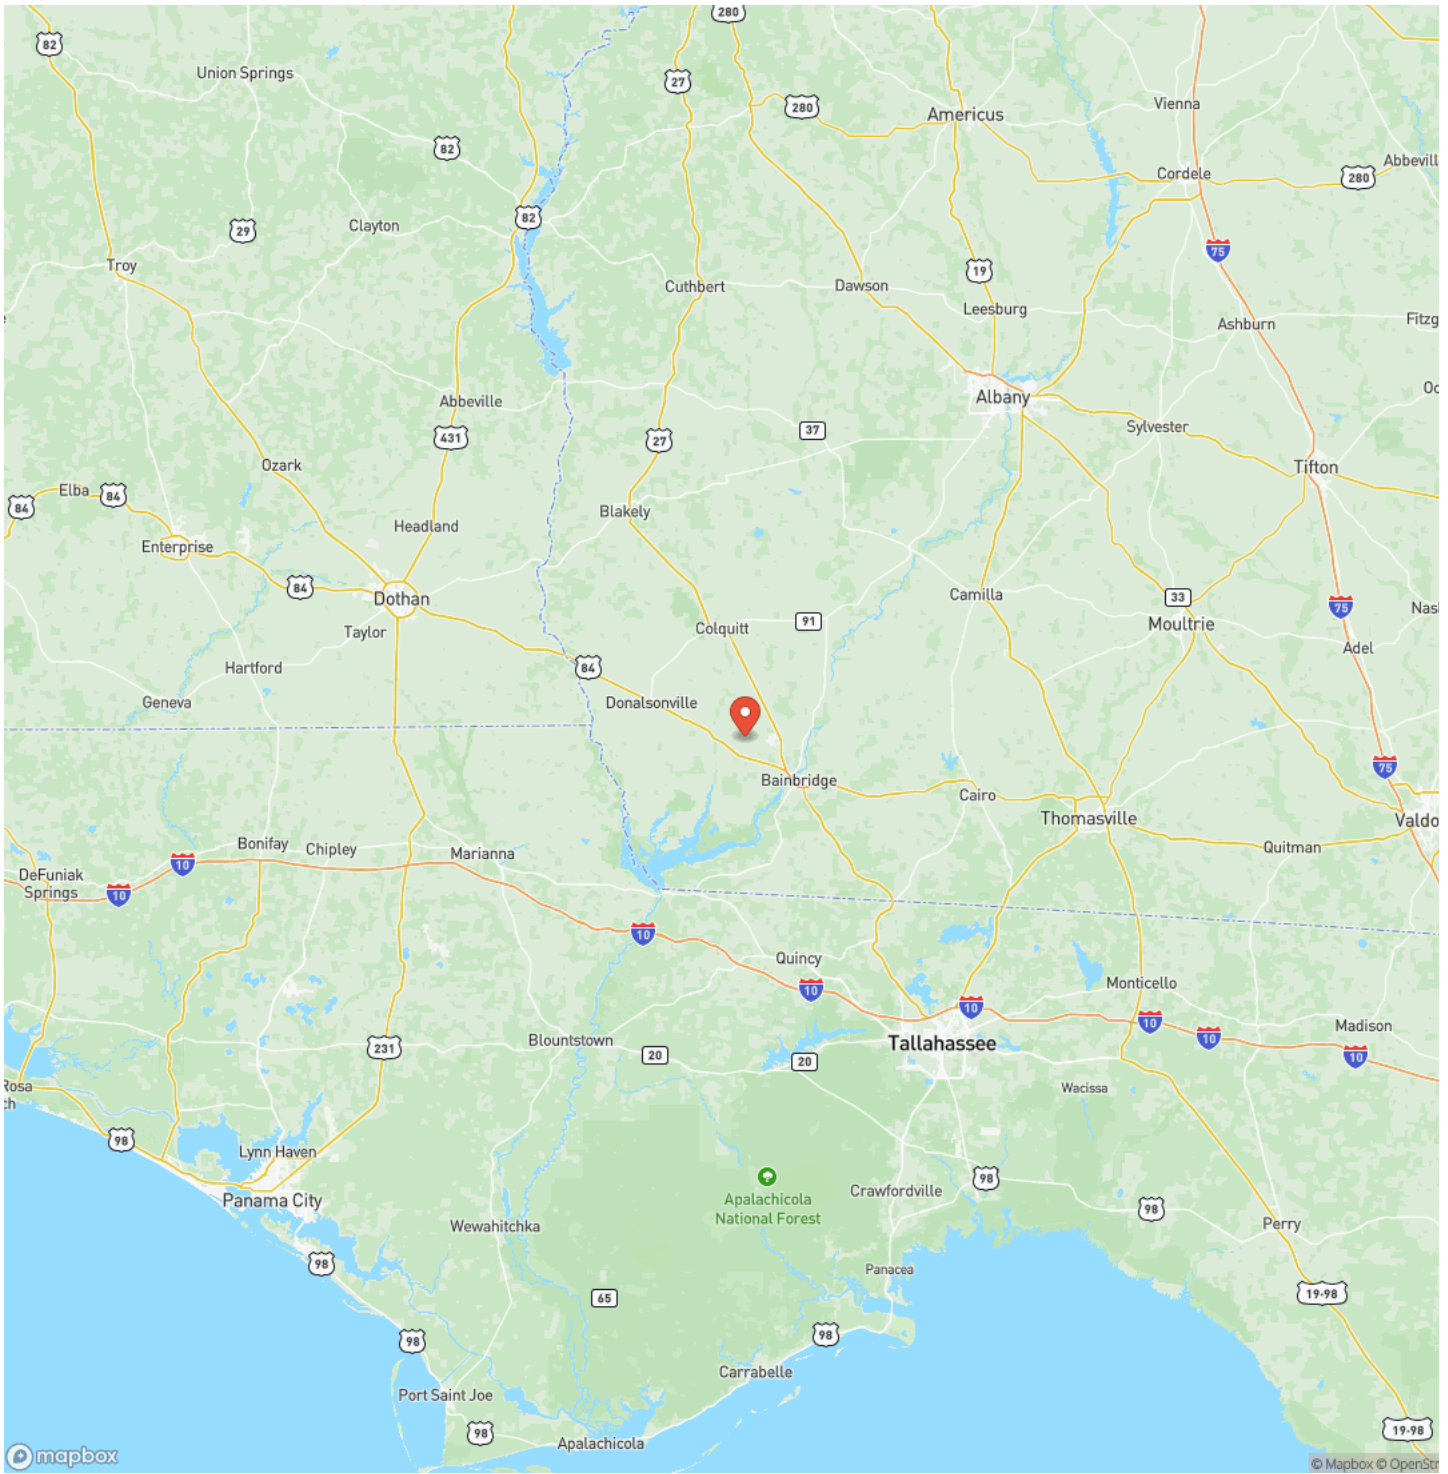 280
82
Union Springs
27
280
Vienna
Americus
82
Cordele
Abbevill
280
82
29
Clayton
75
Troy
19
Cuthbert
Dawson
Leesburg
Ashburn
Fitzg
Abbeville
Albany
Oc
37
Sylvester
431
27
Ozark
Tifton
Elba
84
84
Blakely
Headland
Enterprise
84
Dothan
Camilla
33
75
Nas
91
Moultrie
Colquitt
Taylor
Adel
Hartford
84
Geneva
Donalsonville
75
Bainbridge
Cairo
Thomasville
Valdo
Bonifay
Chipley
Marianna
Quitman
10
DeFuniak
Springs
10
10
Quincy
Monticello
10
10
10
Madison
10
10
Blountstown
231
20
20
Tallahassee
Rosa
ch
Wacissa
98
Lynn Haven
98
Apalachicola
National Forest
Crawfordville
Panama City
98
Wewahitchka
Perry
98
Panacea
65
19-98
98
98
Carrabelle
Port Saint Joe
98
19-98
Apalachicola
mapbox
© Mapbox © OpenStr